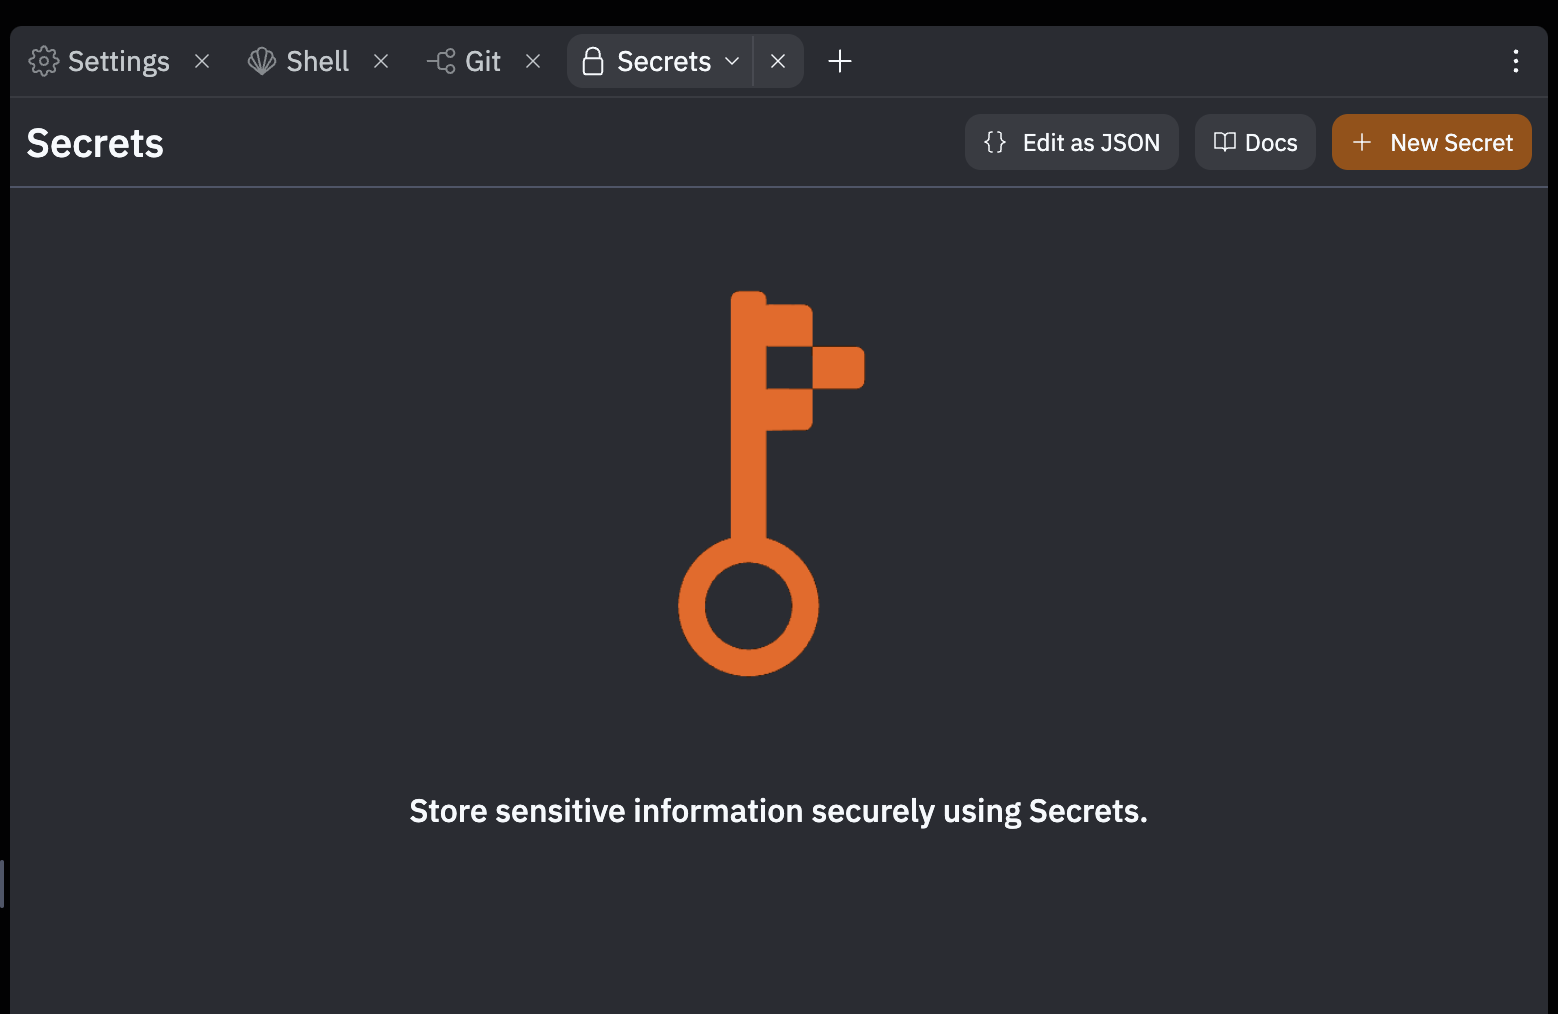 Settings Shell Git Secrets
Secrets Edit as JSON Docs New Secret
Store sensitive information securely using Secrets.